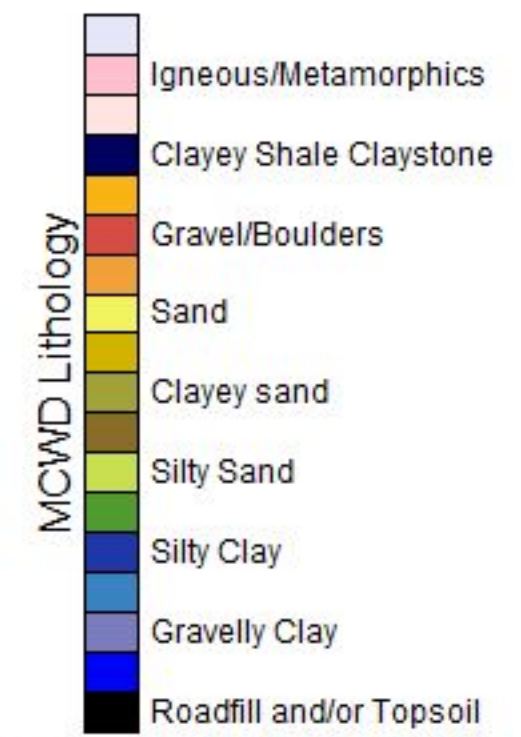 MCWD Lithology
Igneous/Metamorphics
Clayey Shale Claystone
Gravel/Boulders
Sand
Clayey sand
Silty Sand
Silty Clay
Gravelly Clay
Roadfill and/or Topsoil